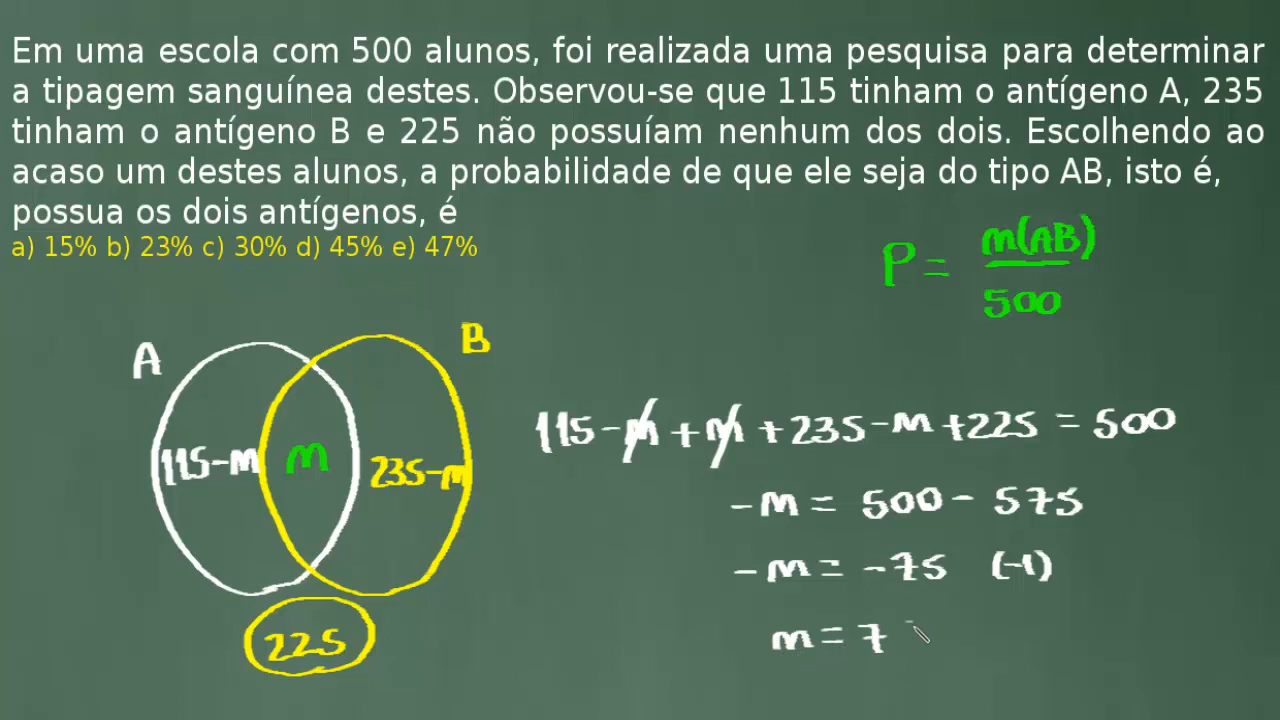 Em uma escola com 500 alunos, foi realizada uma pesquisa para determinar
a tipagem sanguínea destes. Observou-se que 115 tinham o antígeno A, 235
tinham o antígeno B e 225 não possuíam nenhum dos dois. Escolhendo ao
acaso um destes alunos, a probabilidade de que ele seja do tipo AB, isto é,
possua os dois antígenos, é
a) 15% b) 23% c) 30% d) 45% e) 47%
P = m(AB)
500
A
B
115-m
m
235-m
225
115-m+m+235-m+225=500
-m = 500-575
-m = -75 (-1)
m = 7